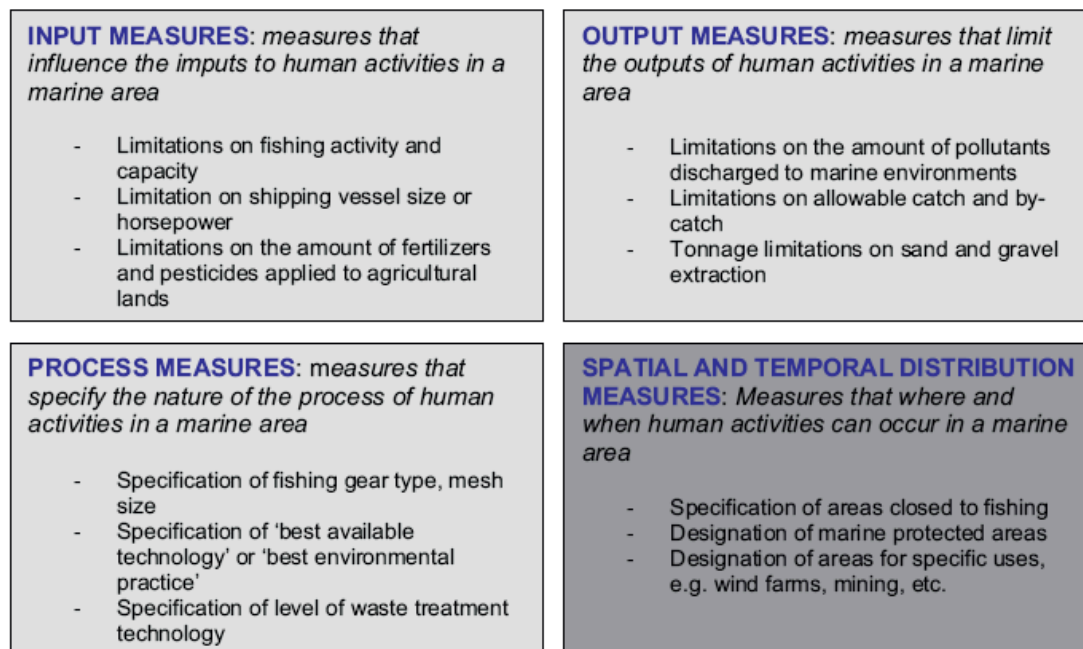 INPUT MEASURES: measures that
influence the imputs to human activities in a
marine area
- Limitations on fishing activity and
capacity
- Limitation on shipping vessel size or
horsepower
- Limitations on the amount of fertilizers
and pesticides applied to agricultural
lands
OUTPUT MEASURES: measures that limit
the outputs of human activities in a marine
area
- Limitations on the amount of pollutants
discharged to marine environments
- Limitations on allowable catch and by-
catch
- Tonnage limitations on sand and gravel
extraction
PROCESS MEASURES: measures that
specify the nature of the process of human
activities in a marine area
- Specification of fishing gear type, mesh
size
- Specification of ‘best available
technology’ or ‘best environmental
practice’
- Specification of level of waste treatment
technology
SPATIAL AND TEMPORAL DISTRIBUTION
MEASURES: Measures that where and
when human activities can occur in a marine
area
- Specification of areas closed to fishing
- Designation of marine protected areas
- Designation of areas for specific uses,
e.g. wind farms, mining, etc.